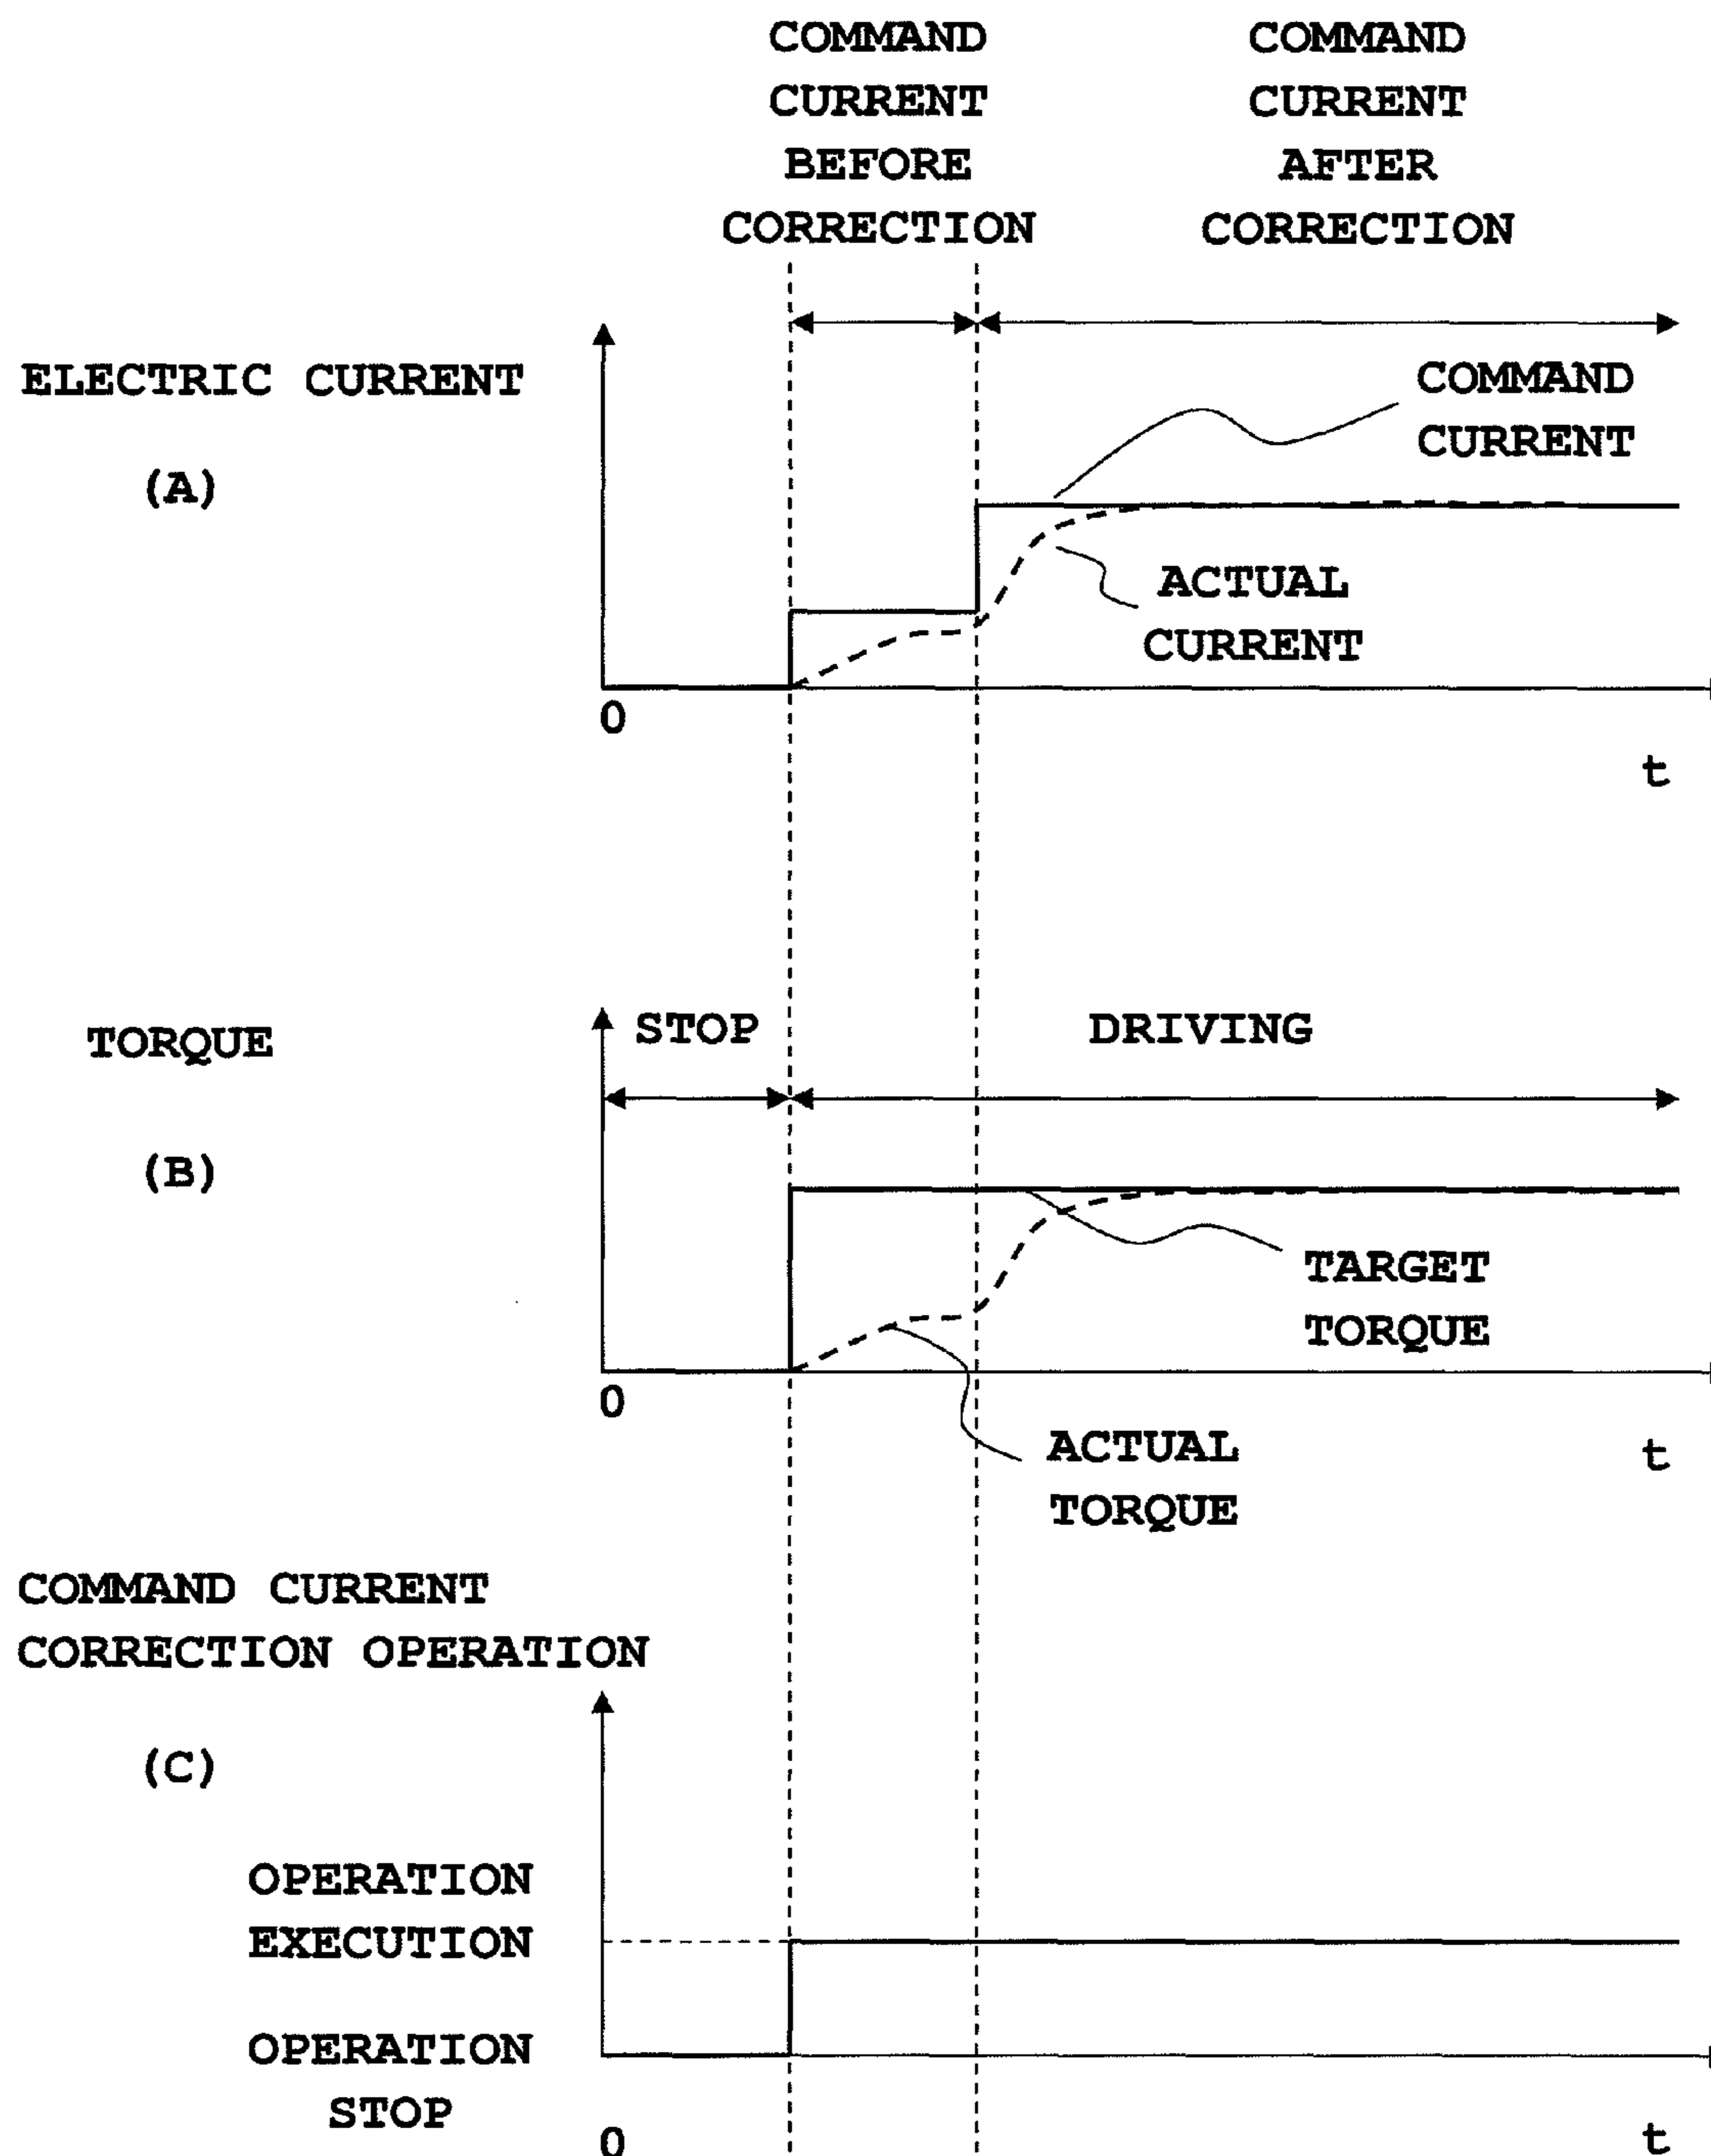 COMMAND
CURRENT
BEFORE
CORRECTION
COMMAND
CURRENT
AFTER
CORRECTION
ELECTRIC CURRENT
(A)
COMMAND
CURRENT
ACTUAL
CURRENT
0
t
TORQUE
(B)
STOP
DRIVING
TARGET
TORQUE
0
ACTUAL
TORQUE
t
COMMAND CURRENT
CORRECTION OPERATION
(C)
OPERATION
EXECUTION
OPERATION
STOP
0
t